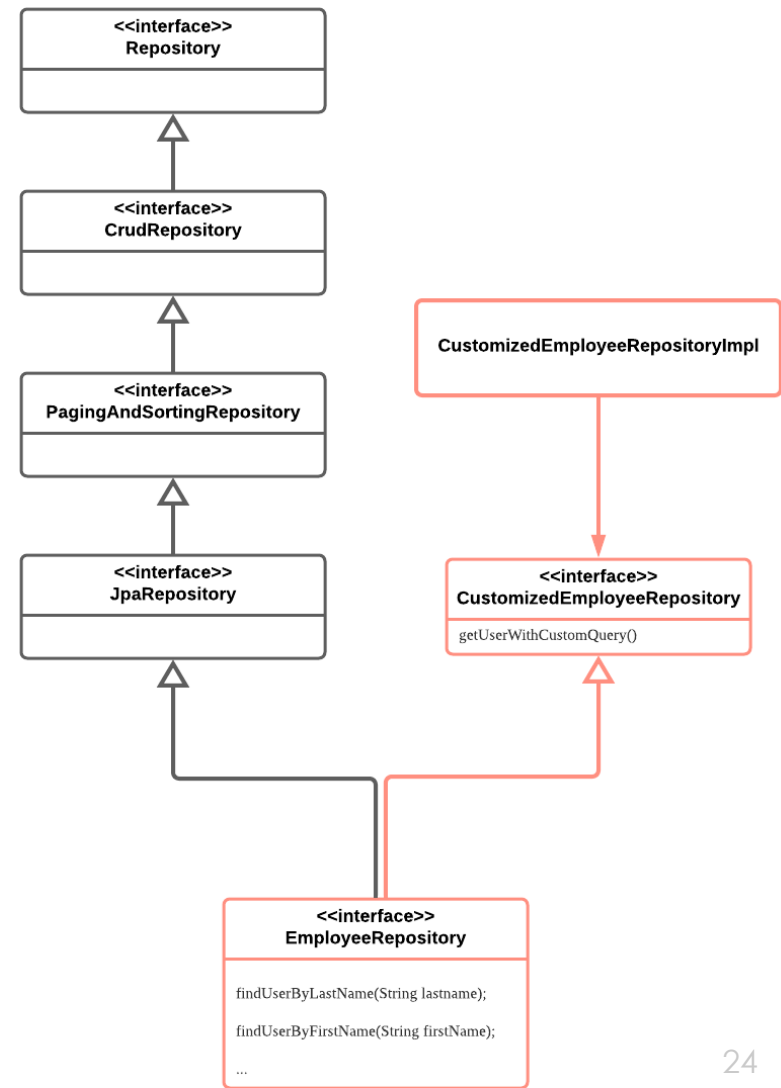 <<interface>>
Repository
<<interface>>
CrudRepository
<<interface>>
PagingAndSortingRepository
<<interface>>
JpaRepository
CustomizedEmployeeRepositoryImpl
<<interface>>
CustomizedEmployeeRepository
getUserWithCustomQuery()
<<interface>>
EmployeeRepository
findUserByLastName(String lastname);
findUserByFirstName(String firstName);
...
24